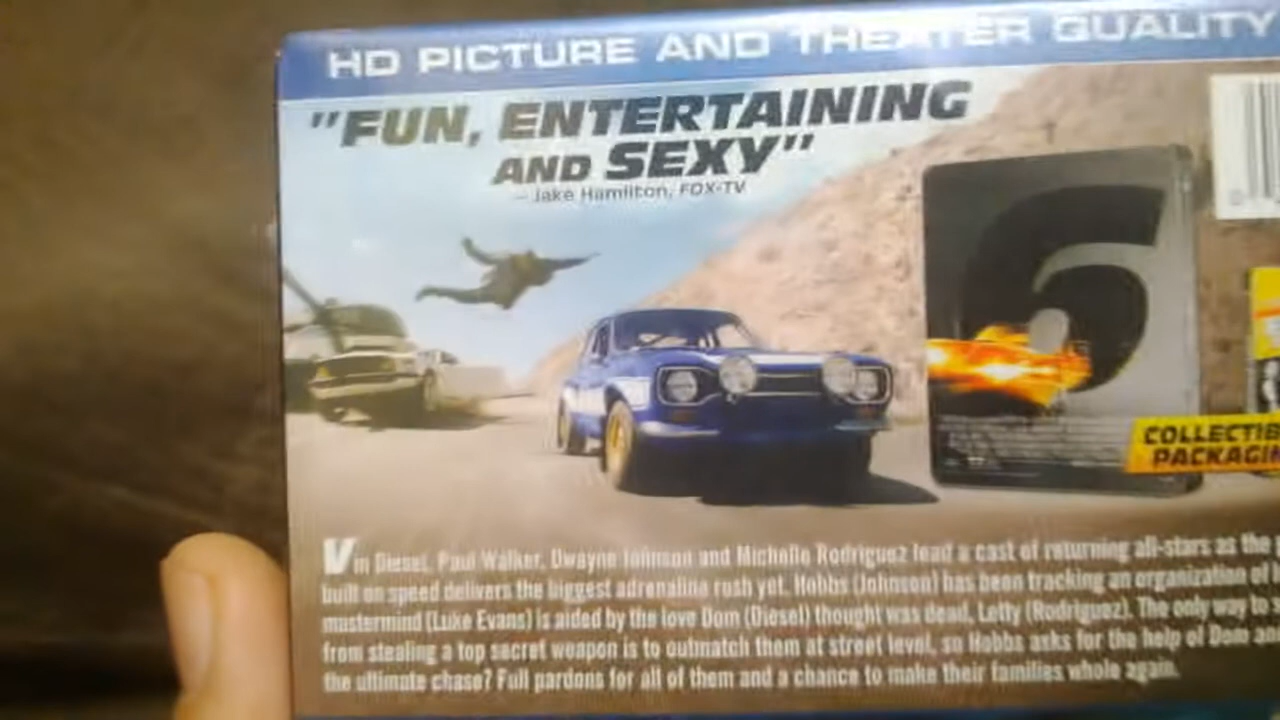 HD PICTURE AND THEATER QUALITY
"FUN, ENTERTAINING
AND SEXY"
– Jake Hamilton, FOX-TV
6
COLLECTIB
PACKAGIN
Vin Diesel, Paul Walker, Dwayne Johnson and Michelle Rodriguez lead a cast of returning all-stars as the
built on speed delivers the biggest adrenaline rush yet. Hobbs (Johnson) has been tracking an organization of
mastermind (Luke Evans) is aided by the love Dom (Diesel) thought was dead, Letty (Rodriguez). The only way to
from stealing a top secret weapon is to outmatch them at street level, so Hobbs asks for the help of Dom and
the ultimate chase? Full pardons for all of them and a chance to make their families whole again.